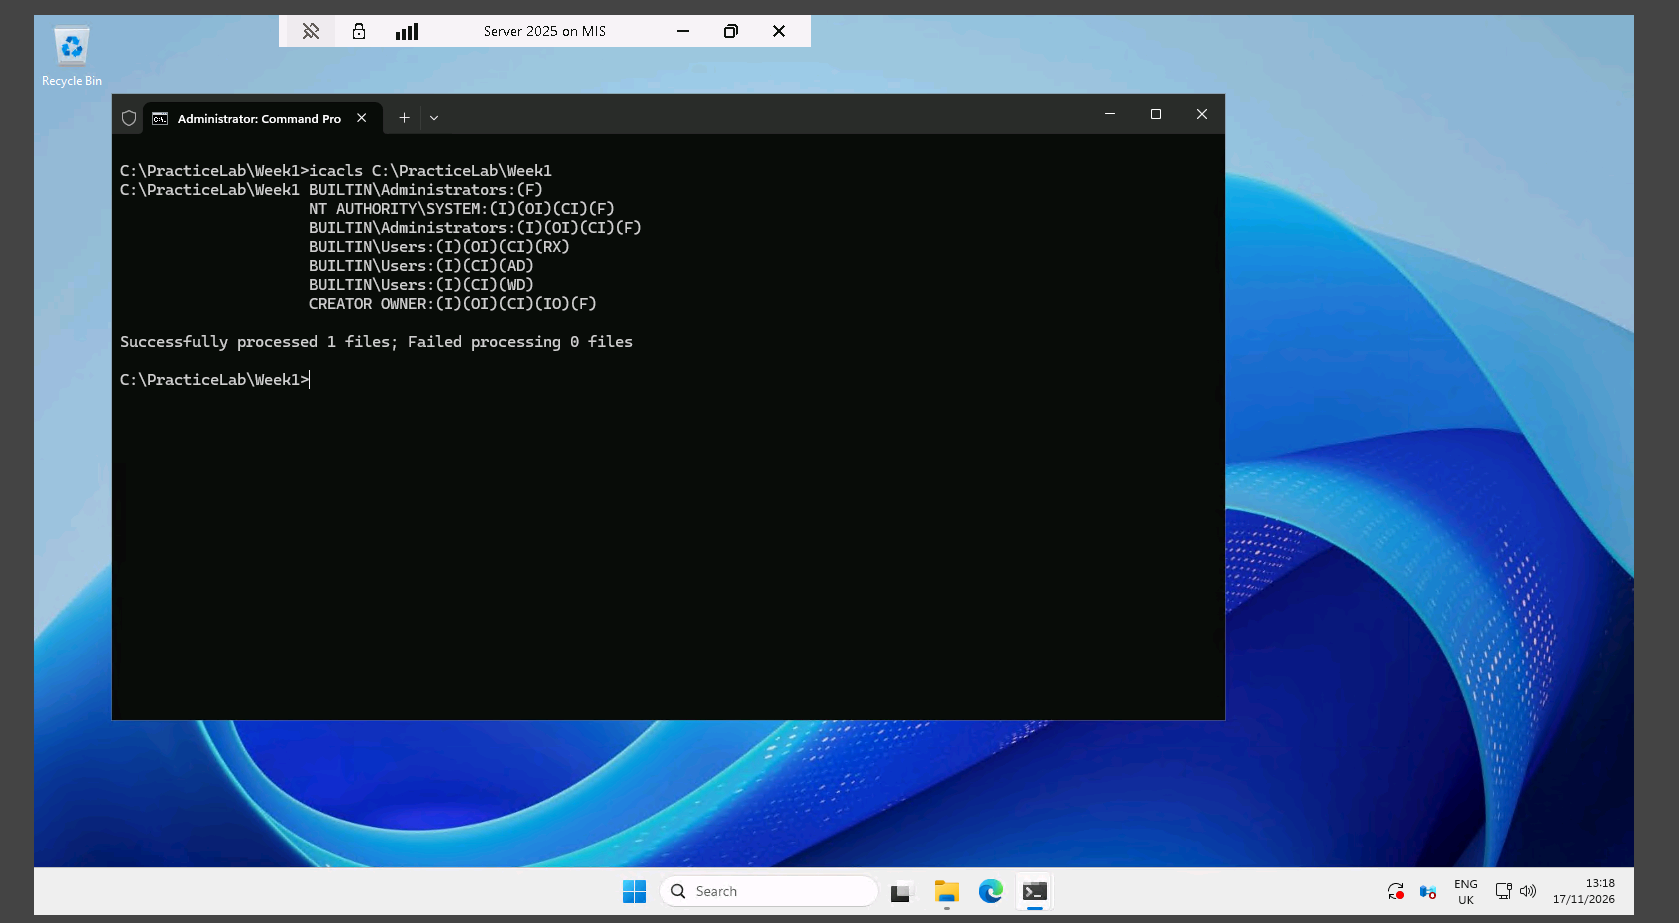 Server 2025 on MIS
Recycle Bin
Administrator: Command Pro
C:\PracticeLab\Week1>icacls C:\PracticeLab\Week1
C:\PracticeLab\Week1 BUILTIN\Administrators:(F)
NT AUTHORITY\SYSTEM:(I)(OI)(CI)(F)
BUILTIN\Administrators:(I)(OI)(CI)(F)
BUILTIN\Users:(I)(OI)(CI)(RX)
BUILTIN\Users:(I)(CI)(AD)
BUILTIN\Users:(I)(CI)(WD)
CREATOR OWNER:(I)(OI)(CI)(IO)(F)
Successfully processed 1 files; Failed processing 0 files
C:\PracticeLab\Week1>
Search
ENG
UK
13:18
17/11/2026